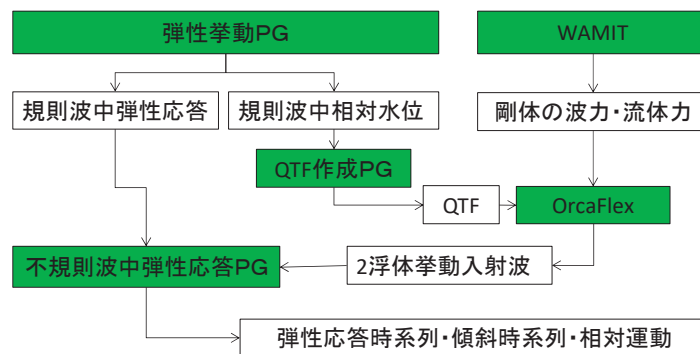 弾性挙動PG
WAMIT
規則波中弾性応答
規則波中相対水位
剛体の波力・流体力
QTF作成PG
QTF
OrcaFlex
不規則波中弾性応答PG
2浮体挙動入射波
弾性応答時系列・傾斜時系列・相対運動